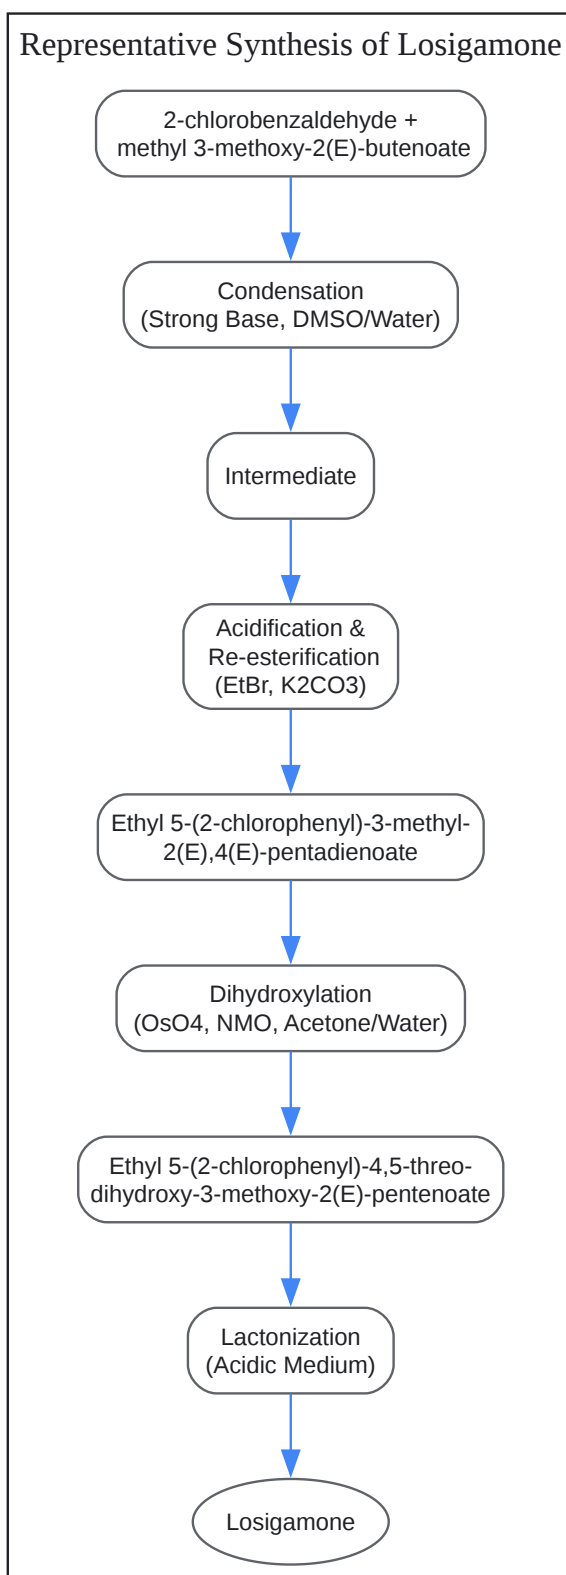 Representative Synthesis of Losigamone
2-chlorobenzaldehyde +
methyl 3-methoxy-2(E)-butenoate
Condensation
(Strong Base, DMSO/Water)
Intermediate
Acidification &
Re-esterification
(EtBr, K2CO3)
Ethyl 5-(2-chlorophenyl)-3-methyl-
2(E),4(E)-pentadienoate
Dihydroxylation
(OsO4, NMO, Acetone/Water)
Ethyl 5-(2-chlorophenyl)-4,5-threo-
dihydroxy-3-methoxy-2(E)-pentenoate
Lactonization
(Acidic Medium)
Losigamone